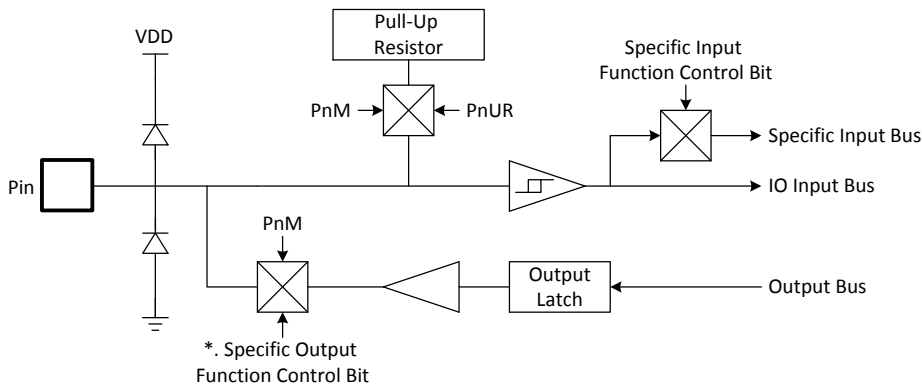 Pull-Up
Resistor
VDD
Specific Input
Function Control Bit
PnM
PnUR
Specific Input Bus
Pin
IO Input Bus
PnM
Output
Latch
Output Bus
*. Specific Output
Function Control Bit